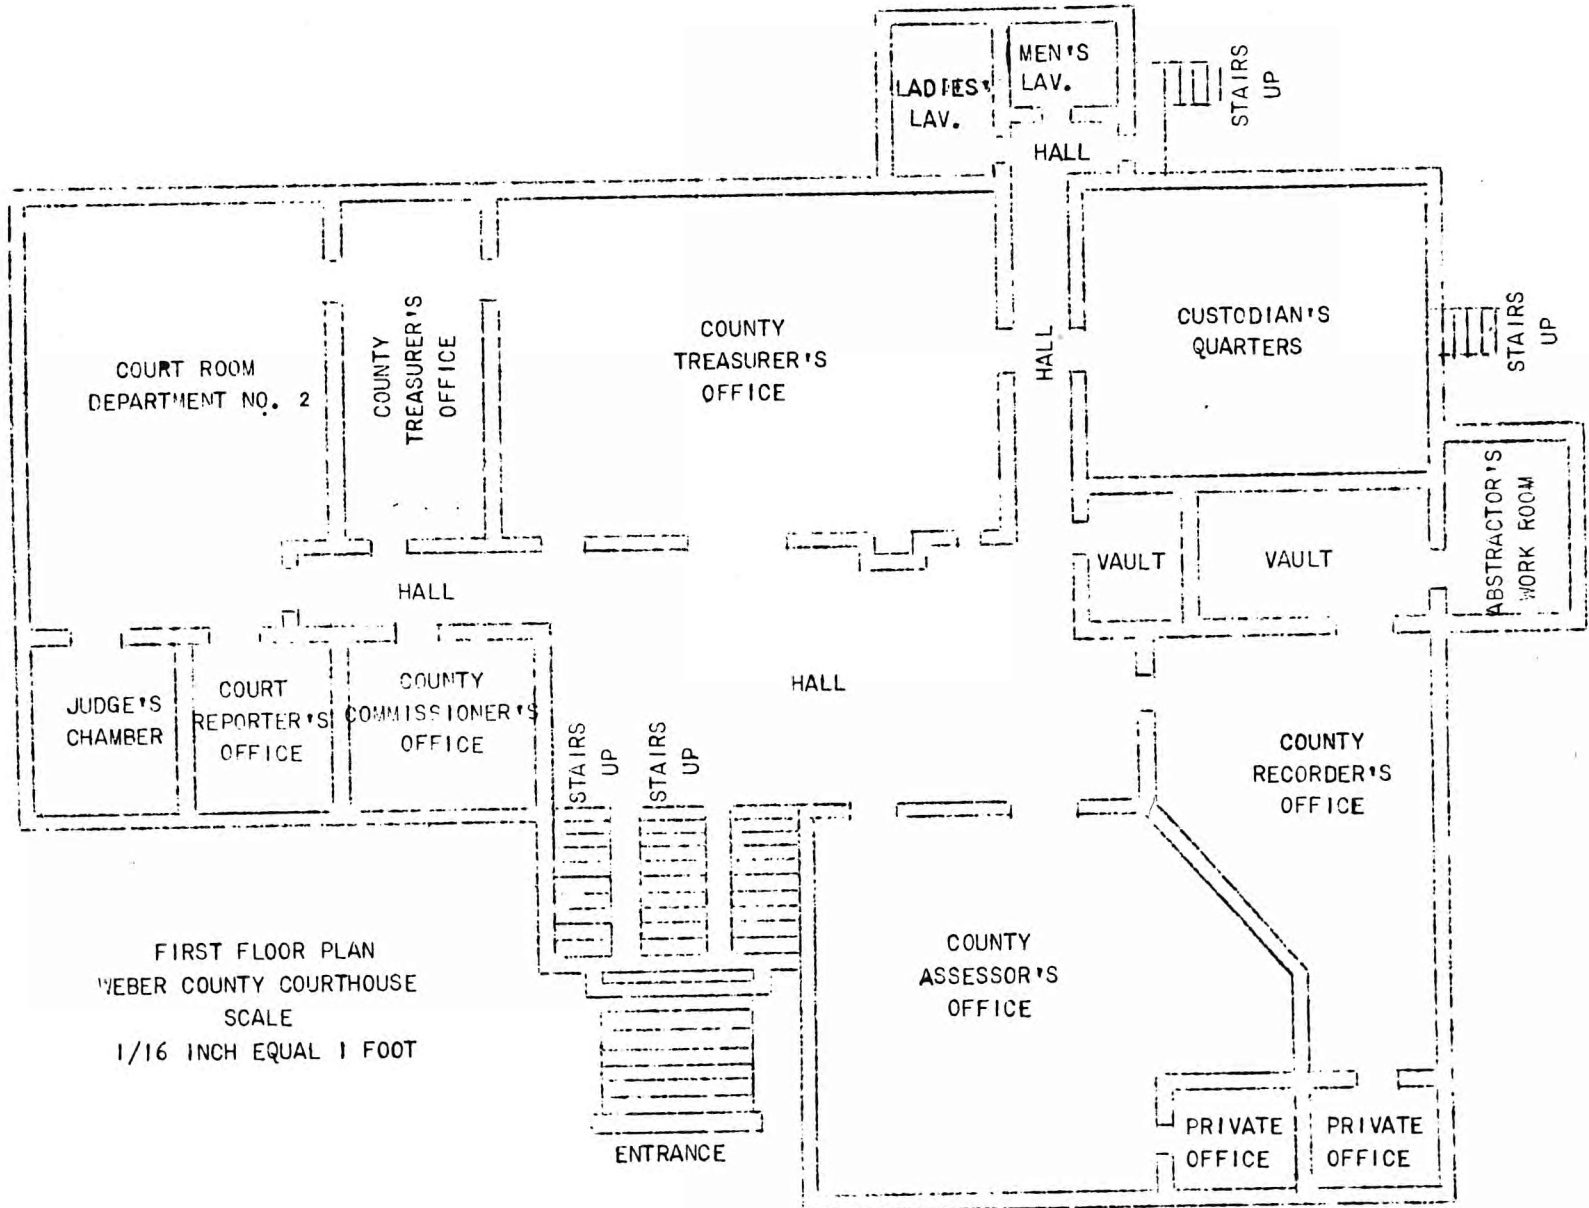 MEN'S
LAV.
LADIES'
LAV.
HALL
STAIRS
UP
COURT ROOM
DEPARTMENT NO. 2
COUNTY
TREASURER'S
OFFICE
COUNTY
TREASURER'S
OFFICE
HALL
CUSTODIAN'S
QUARTERS
STAIRS
UP
HALL
VAULT
VAULT
ABSTRACTOR'S
WORK ROOM
JUDGE'S
CHAMBER
COURT
REPORTER'S
OFFICE
COUNTY
COMMISSIONER'S
OFFICE
STAIRS
UP
STAIRS
UP
HALL
COUNTY
RECORDER'S
OFFICE
COUNTY
ASSESSOR'S
OFFICE
FIRST FLOOR PLAN
WEBER COUNTY COURTHOUSE
SCALE
1/16 INCH EQUAL 1 FOOT
ENTRANCE
PRIVATE
OFFICE
PRIVATE
OFFICE